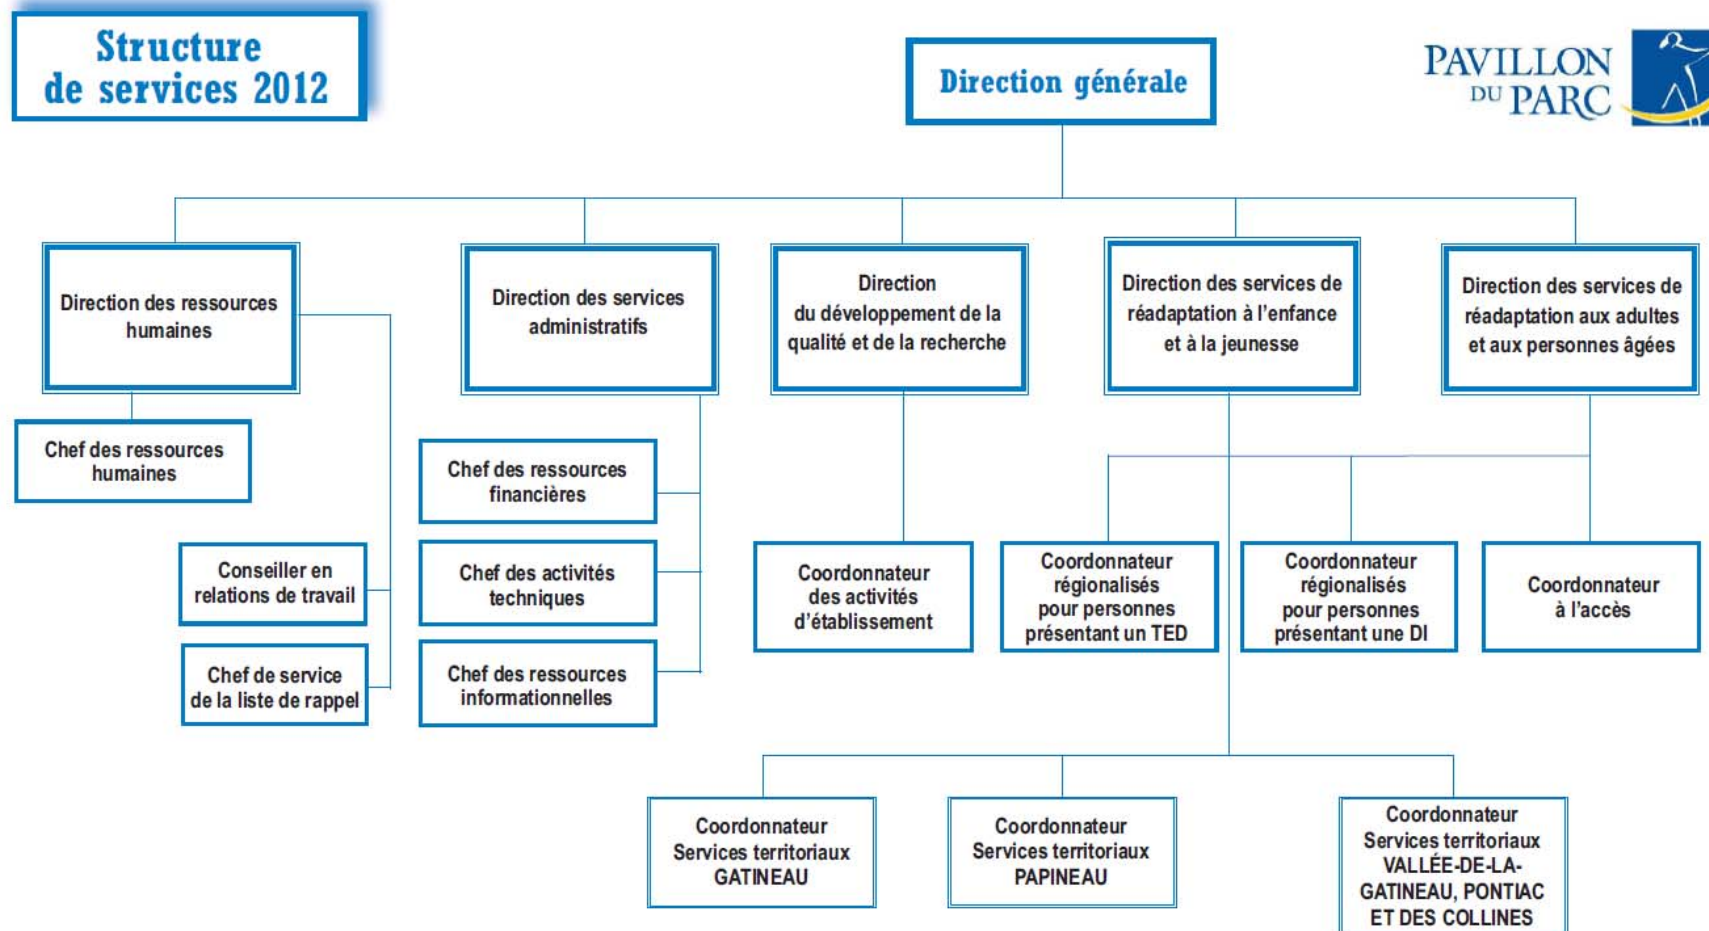 Structure
de services 2012
Direction générale
PAVILLON
DU PARC
Direction des ressources
humaines
Direction des services
administratifs
Direction
du développement de la
qualité et de la recherche
Direction des services de
réadaptation à l'enfance
et à la jeunesse
Direction des services de
réadaptation aux adultes
et aux personnes âgées
Chef des ressources
humaines
Conseiller en
relations de travail
Chef de service
de la liste de rappel
Chef des ressources
financières
Chef des activités
techniques
Chef des ressources
informationnelles
Coordonnateur
des activités
d'établissement
Coordonnateur
régionalisés
pour personnes
présentant un TED
Coordonnateur
régionalisés
pour personnes
présentant une DI
Coordonnateur
à l'accès
Coordonnateur
Services territoriaux
GATINEAU
Coordonnateur
Services territoriaux
PAPINEAU
Coordonnateur
Services territoriaux
VALLÉE-DE-LA-
GATINEAU, PONTIAC
ET DES COLLINES